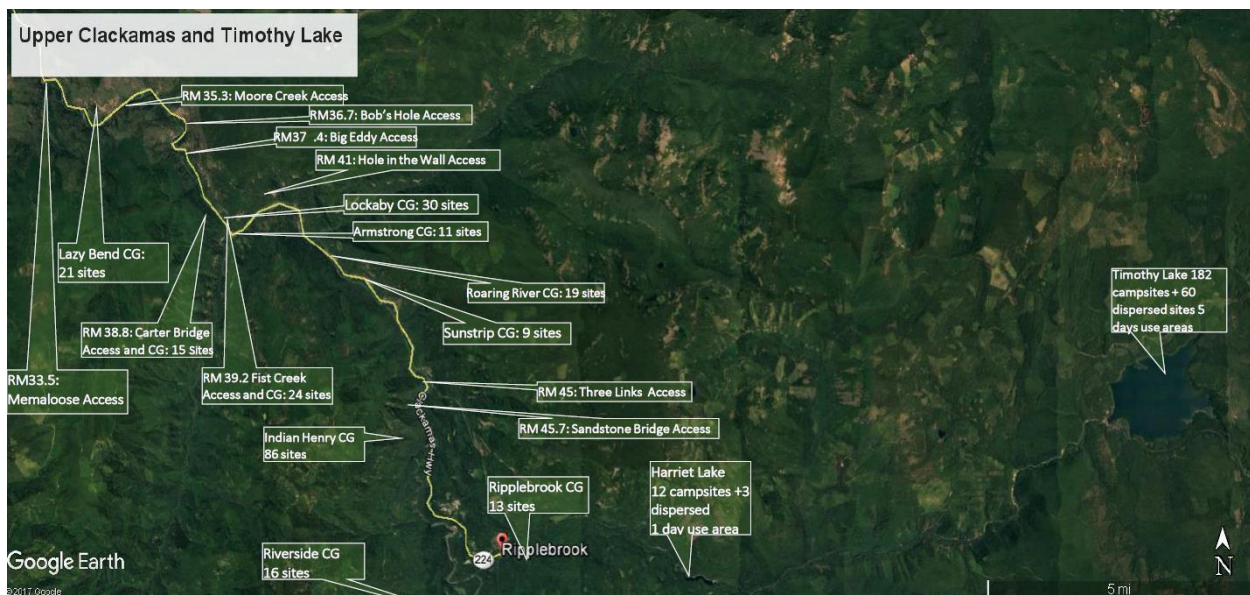 Upper Clackamas and Timothy Lake
RM 35.3: Moore Creek Access
RM36.7: Bob's Hole Access
RM37 .4: Big Eddy Access
RM 41: Hole in the Wall Access
Lockaby CG: 30 sites
Armstrong CG: 11 sites
Lazy Bend CG:
21 sites
Roaring River CG: 19 sites
Timothy Lake 182
campsites + 60
dispersed sites 5
days use areas
RM 38.8: Carter Bridge
Access and CG: 15 Sites
Sunstrip CG: 9 sites
RM33.5:
Memaloose Access
RM 39.2 Fist Creek
Access and CG: 24 sites
RM 45: Three Links Access
Clackamas Hwy
RM 45.7: Sandstone Bridge Access
Indian Henry CG
86 sites
Ripplebrook CG
13 sites
Harriet Lake
12 campsites +3
dispersed
1 day use area
Ripplebrook
224
Riverside CG
16 sites
Google Earth
©2017 Google
N
5 mi